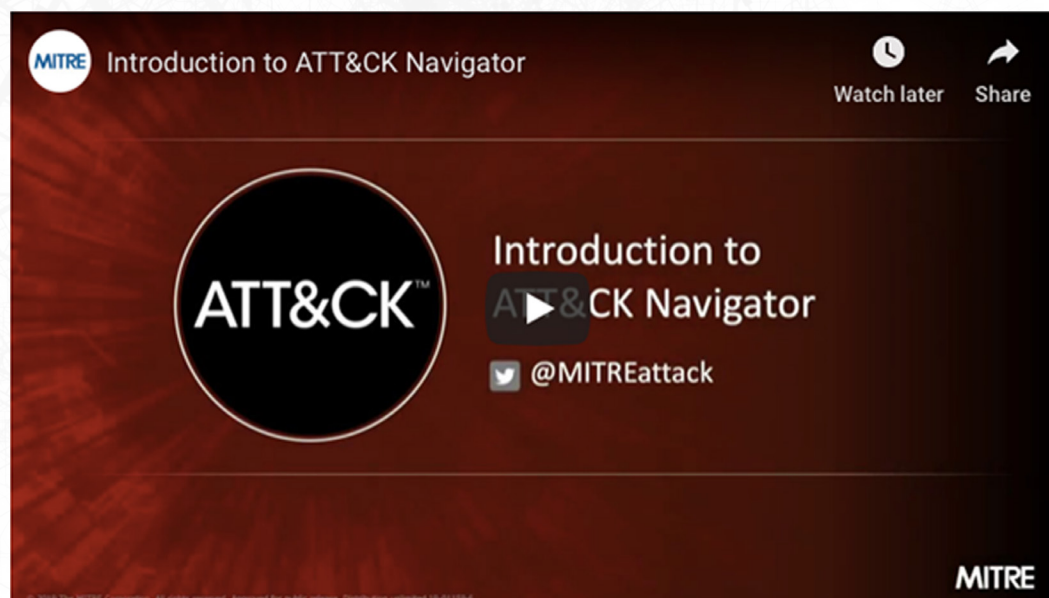 MITRE
Introduction to ATT&CK Navigator
Watch later
Share
ATT&CK™
Introduction to
ATT&CK Navigator
@MITREattack
MITRE